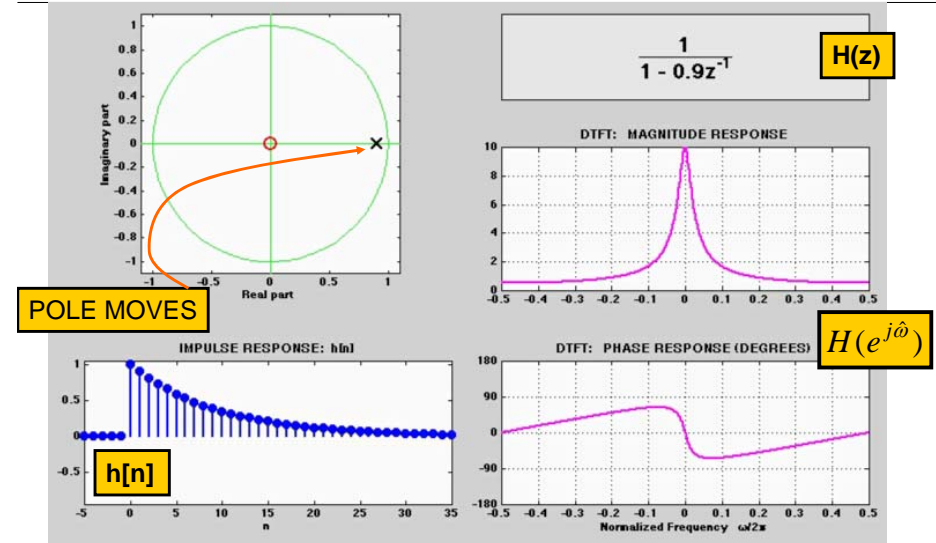 1
0.8
0.6
0.4
0.2
0
-0.2
-0.4
-0.6
-0.8
-1
Imaginary part
-1 -0.5 0 0.5 1
Real part
POLE MOVES
1
1 - 0.9z^-1
H(z)
DTFT: MAGNITUDE RESPONSE
10
8
6
4
2
0
-0.5 -0.4 -0.3 -0.2 -0.1 0 0.1 0.2 0.3 0.4 0.5
IMPULSE RESPONSE: h[n]
1
0.5
0
-0.5
h[n]
-5 0 5 10 15 20 25 30 35
n
DTFT: PHASE RESPONSE (DEGREES)
H(e^{jω̂})
180
90
0
-90
-180
-0.5 -0.4 -0.3 -0.2 -0.1 0 0.1 0.2 0.3 0.4 0.5
Normalized Frequency ω/2π